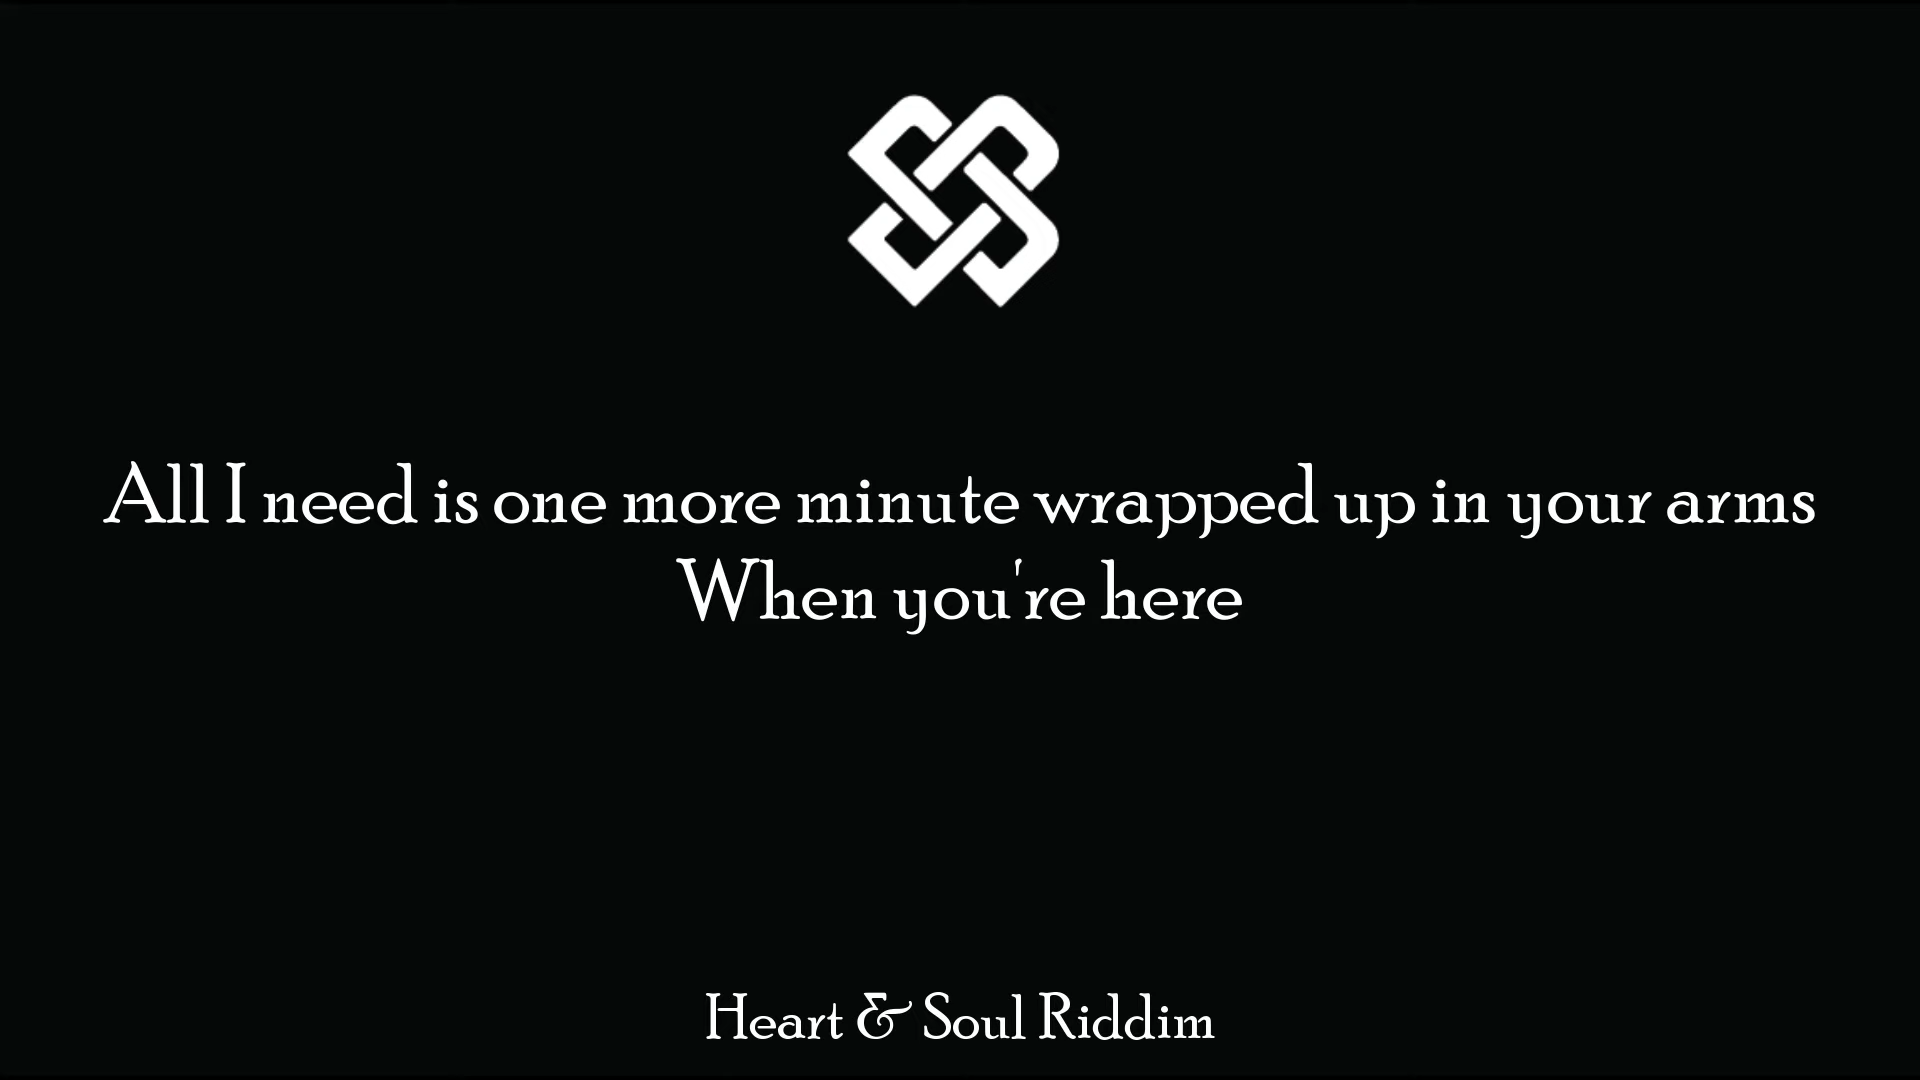 All I need is one more minute wrapped up in your arms
When you're here
Heart & Soul Riddim